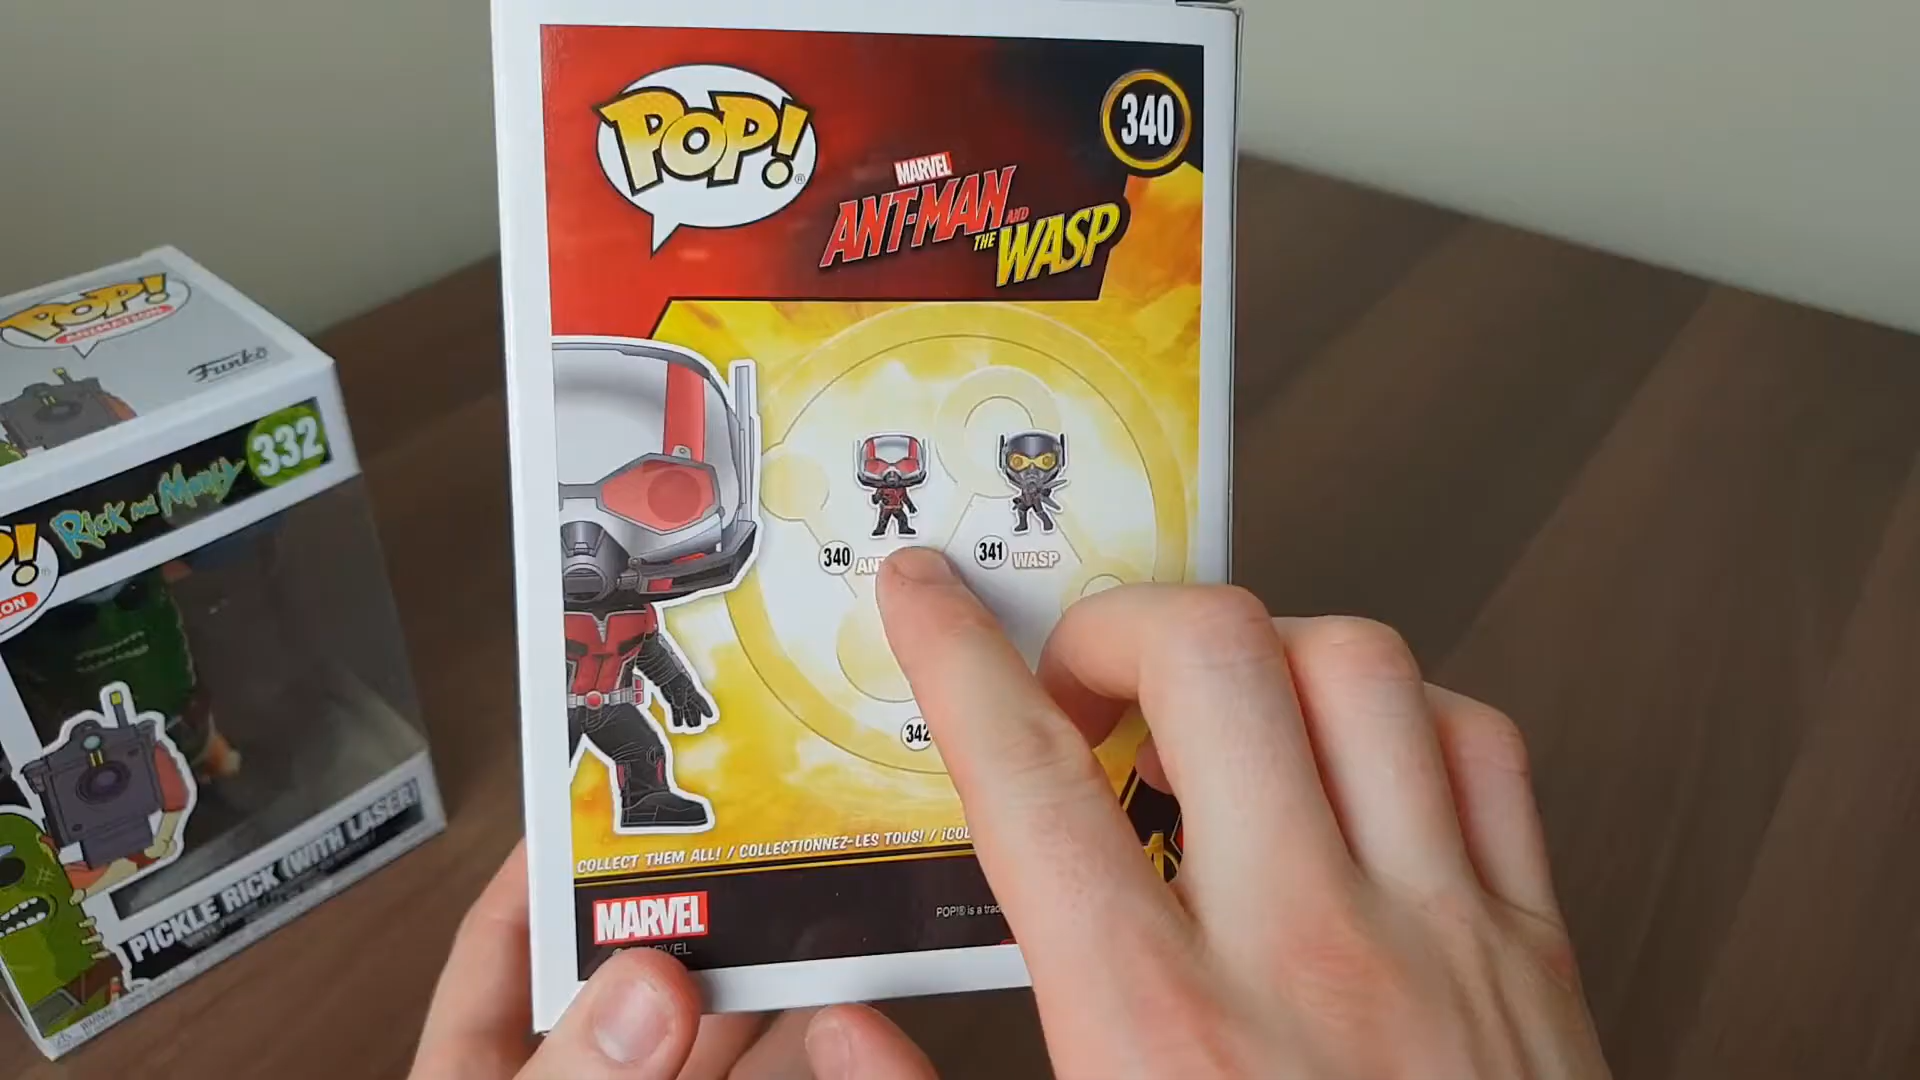 POP!
340
MARVEL
ANT-MAN AND
THE WASP
340
341 WASP
342
COLLECT THEM ALL! / COLLECTIONNEZ-LES TOUS! /
MARVEL
POP!® is a
POP!
ANIMATION
Funko
Rick and Morty
332
PICKLE RICK (WITH LASER)